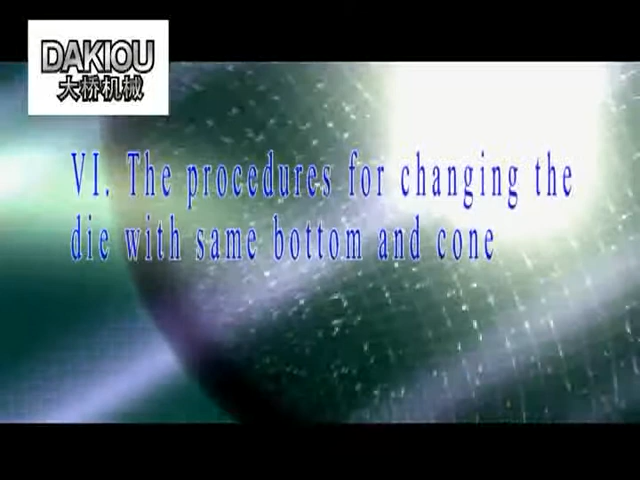 DAKIOU
大桥机械
VI. The procedures for changing the
die with same bottom and cone